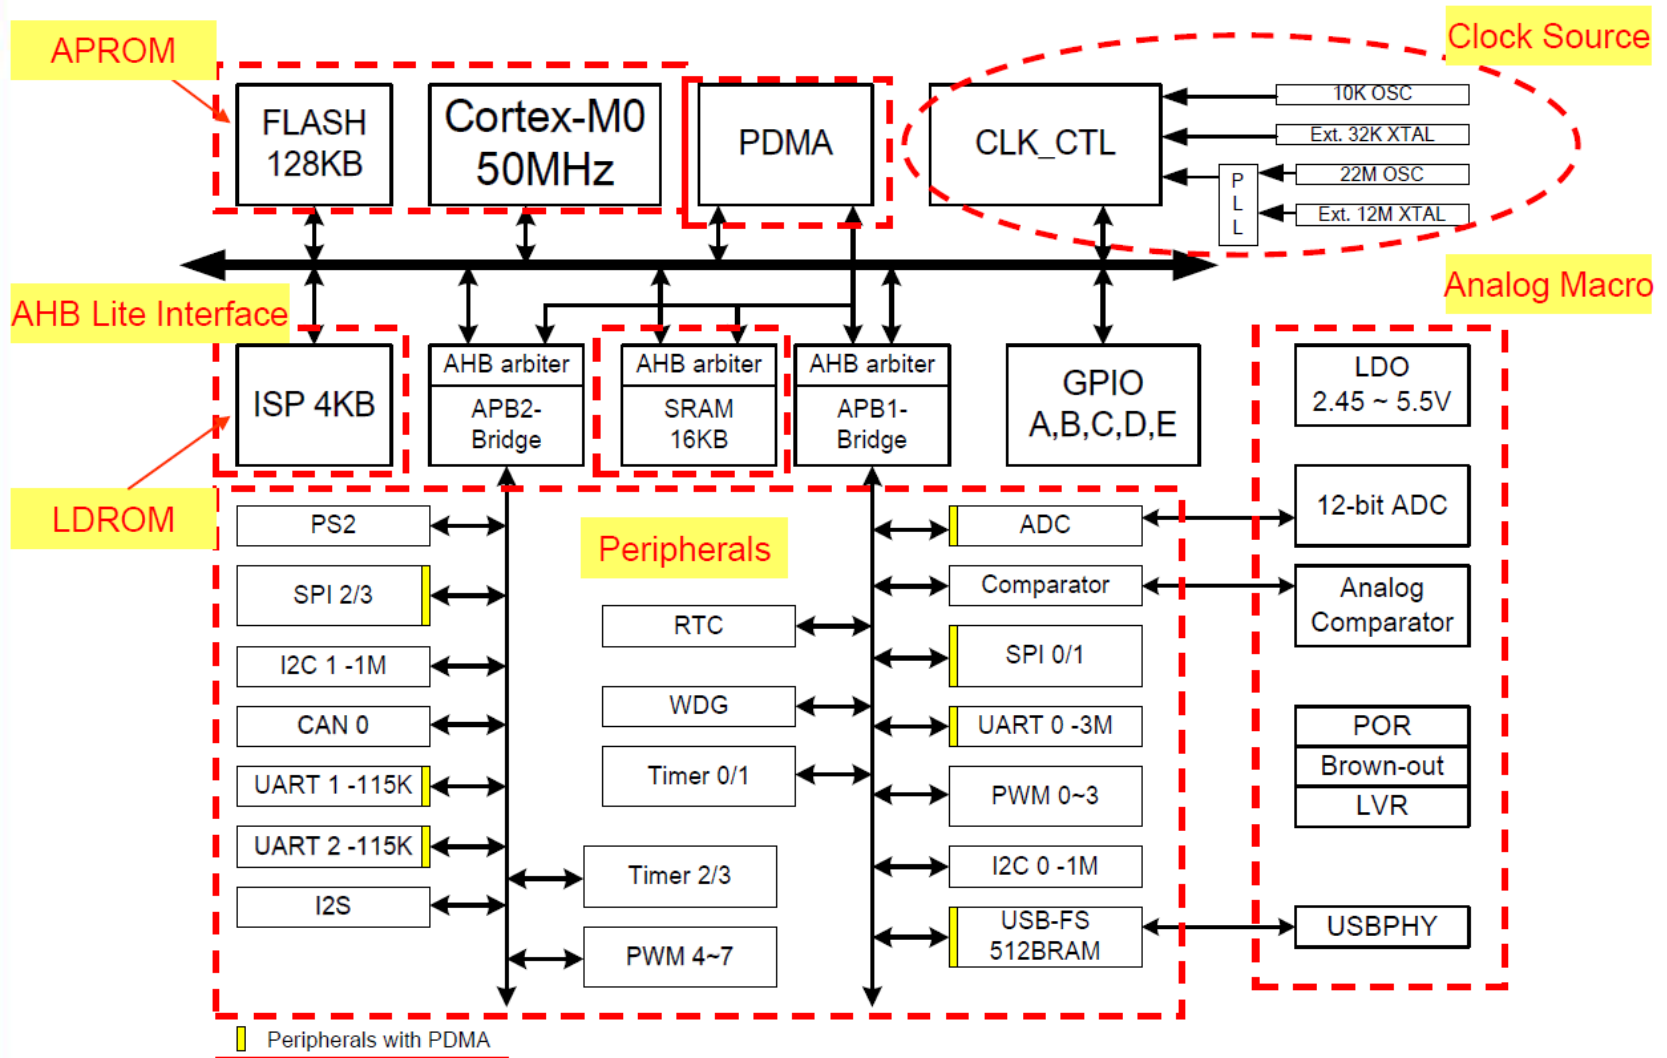 Clock Source
APROM
FLASH
128KB
Cortex-M0
50MHz
PDMA
CLK_CTL
10K OSC
Ext. 32K XTAL
22M OSC
Ext. 12M XTAL
P
L
L
Analog Macro
AHB Lite Interface
ISP 4KB
AHB arbiter
APB2-
Bridge
AHB arbiter
SRAM
16KB
AHB arbiter
APB1-
Bridge
GPIO
A,B,C,D,E
LDO
2.45 ~ 5.5V
LDROM
12-bit ADC
Analog
Comparator
POR
Brown-out
LVR
USBPHY
Peripherals
PS2
SPI 2/3
I2C 1 -1M
CAN 0
UART 1 -115K
UART 2 -115K
I2S
RTC
WDG
Timer 0/1
Timer 2/3
PWM 4~7
ADC
Comparator
SPI 0/1
UART 0 -3M
PWM 0~3
I2C 0 -1M
USB-FS
512BRAM
Peripherals with PDMA